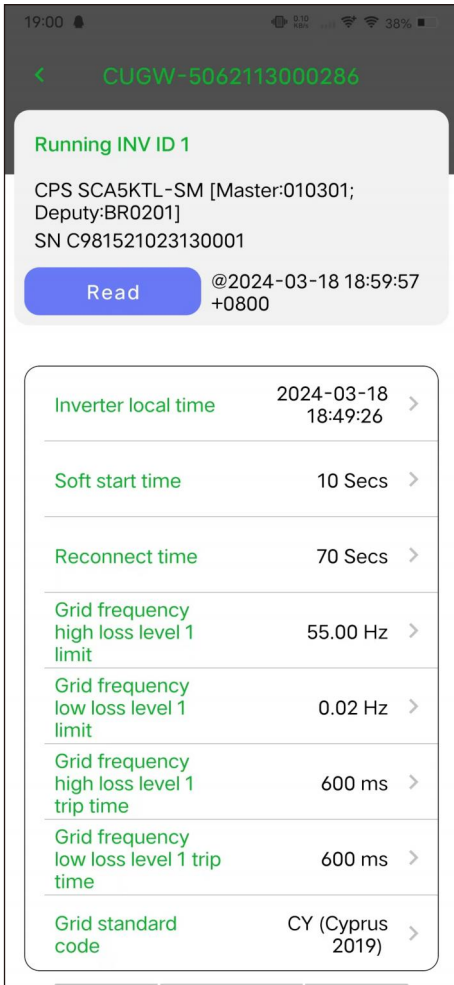 19:00 0.10 KB/s 38%
CUGW-5062113000286
Running INV ID 1
CPS SCA5KTL-SM [Master:010301;
Deputy:BR0201]
SN C981521023130001
Read @2024-03-18 18:59:57
+0800
Inverter local time 2024-03-18
18:49:26
Soft start time 10 Secs
Reconnect time 70 Secs
Grid frequency
high loss level 1 55.00 Hz
limit
Grid frequency
low loss level 1 0.02 Hz
limit
Grid frequency
high loss level 1 600 ms
trip time
Grid frequency
low loss level 1 trip 600 ms
time
Grid standard CY (Cyprus
code 2019)